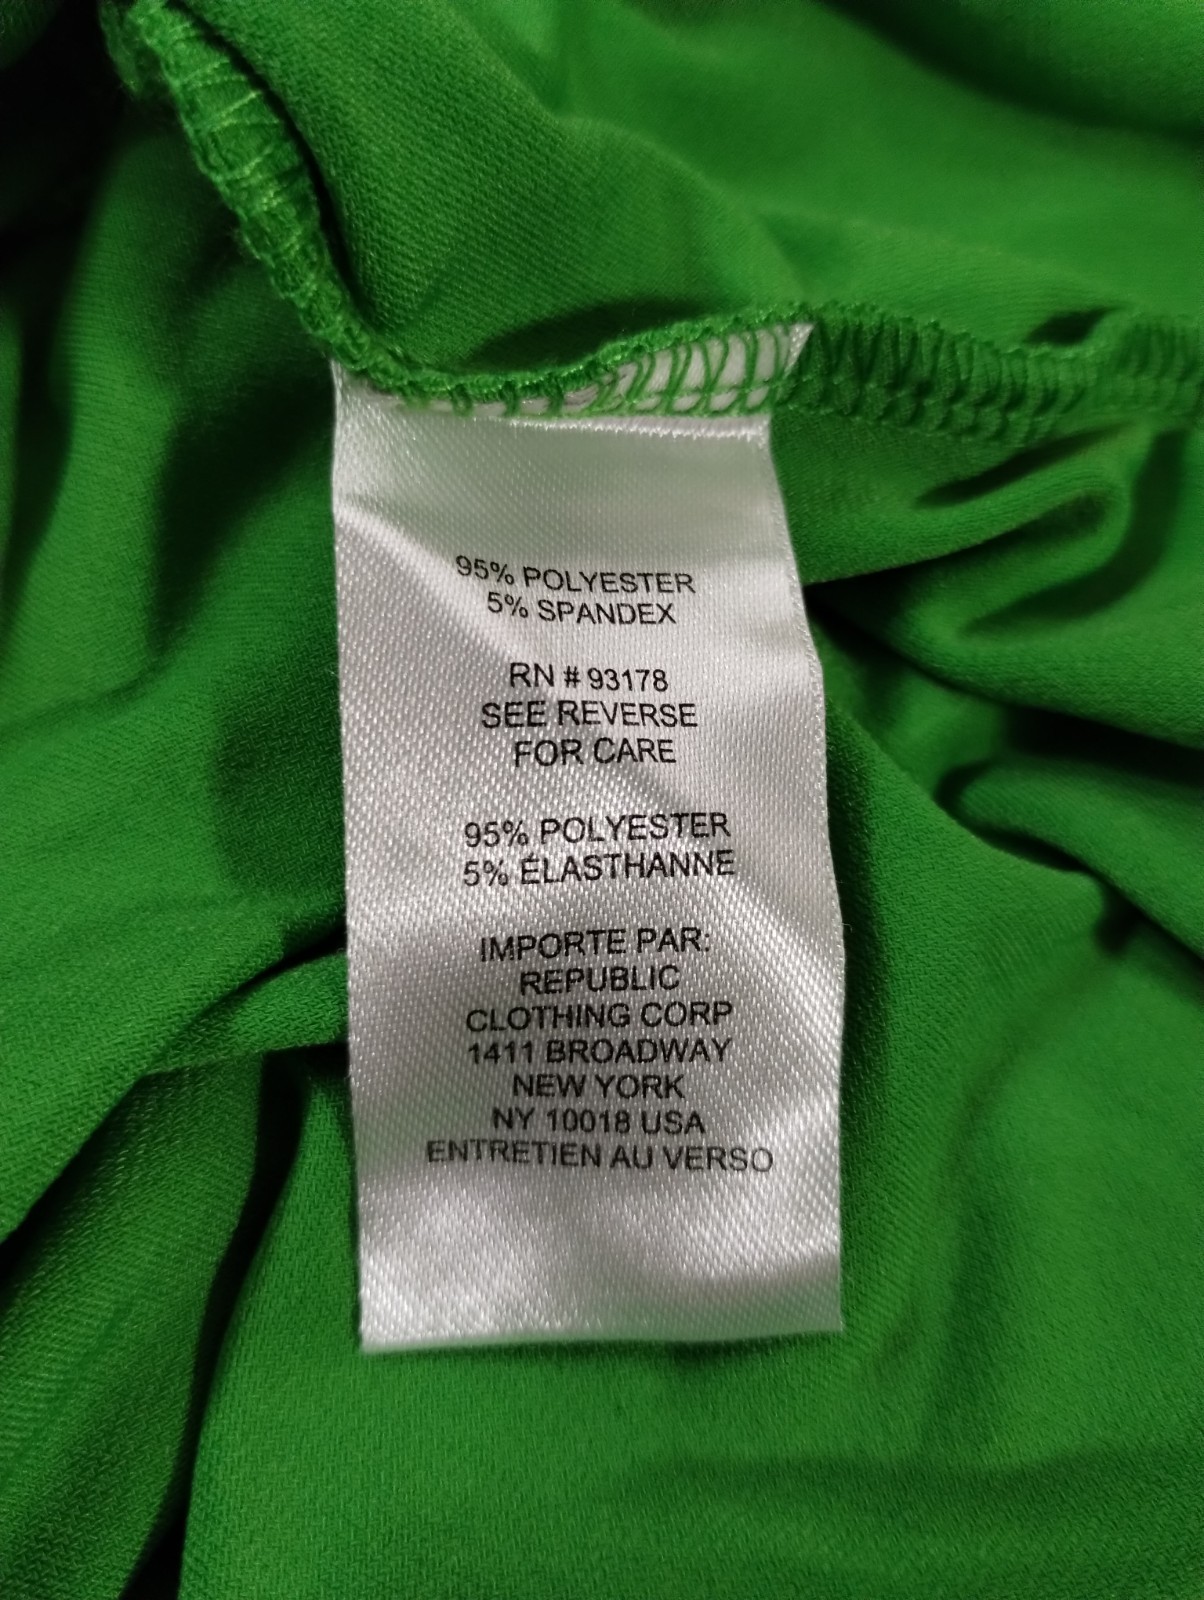 95% POLYESTER
5% SPANDEX
RN # 93178
SEE REVERSE
FOR CARE
95% POLYESTER
5% ÉLASTHANNE
IMPORTE PAR:
REPUBLIC
CLOTHING CORP
1411 BROADWAY
NEW YORK
NY 10018 USA
ENTRETIEN AU VERSO